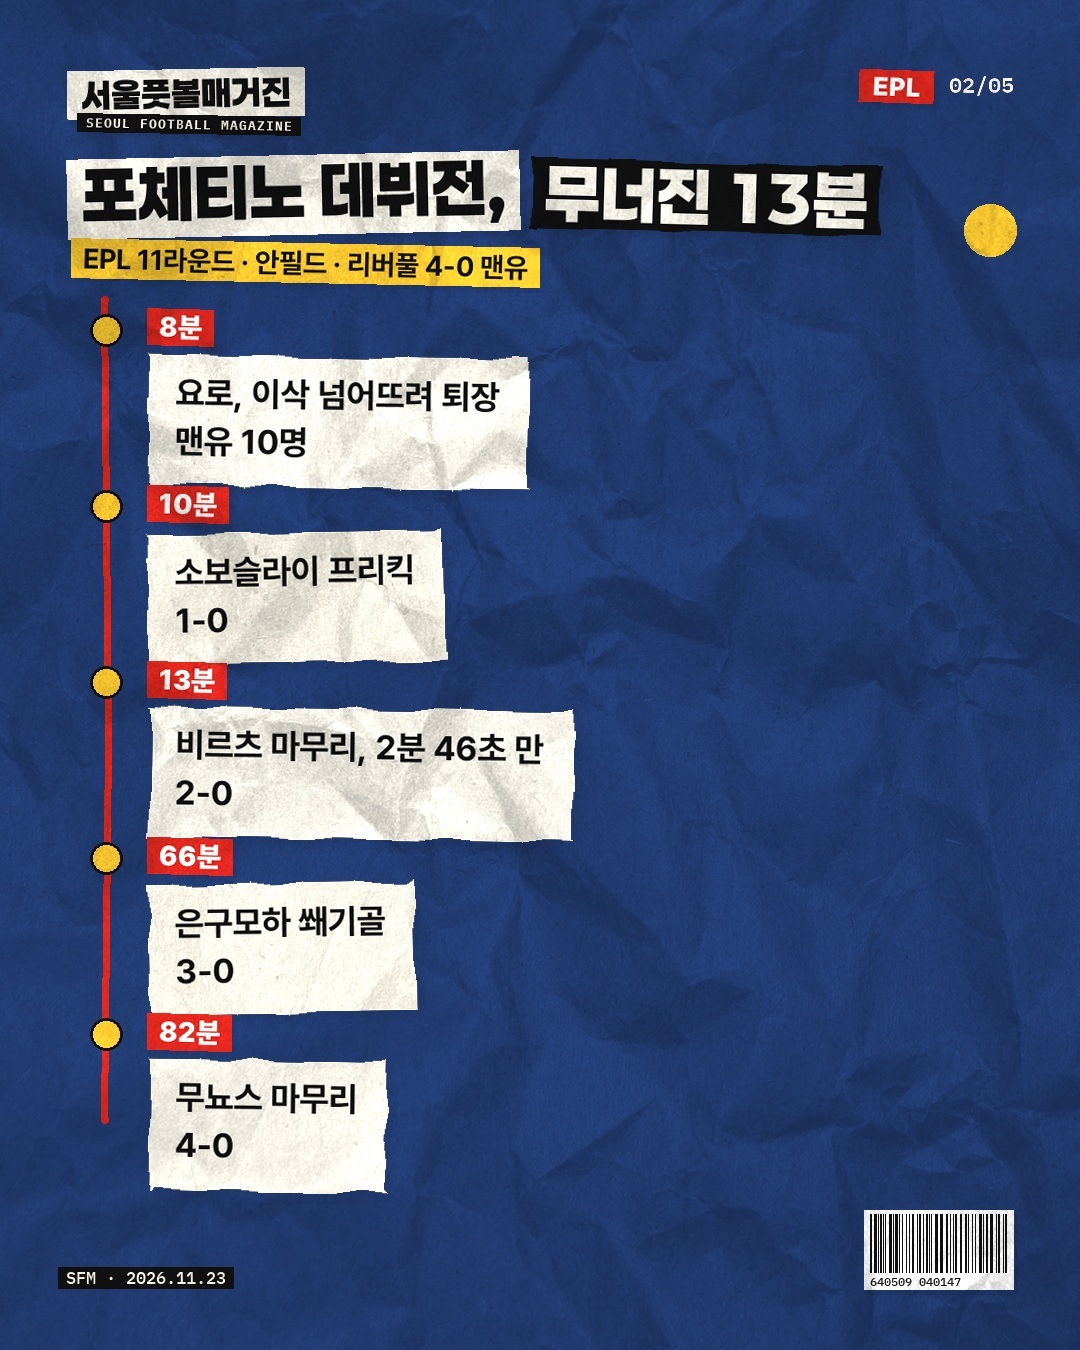 서울풋볼매거진
SEOUL FOOTBALL MAGAZINE
EPL 02/05
포체티노 데뷔전, 무너진 13분
EPL 11라운드 · 안필드 · 리버풀 4-0 맨유
8분
요로, 이삭 넘어뜨려 퇴장
맨유 10명
10분
소보슬라이 프리킥
1-0
13분
비르츠 마무리, 2분 46초 만
2-0
66분
은구모하 쐐기골
3-0
82분
무뇨스 마무리
4-0
SFM · 2026.11.23
640509 040147